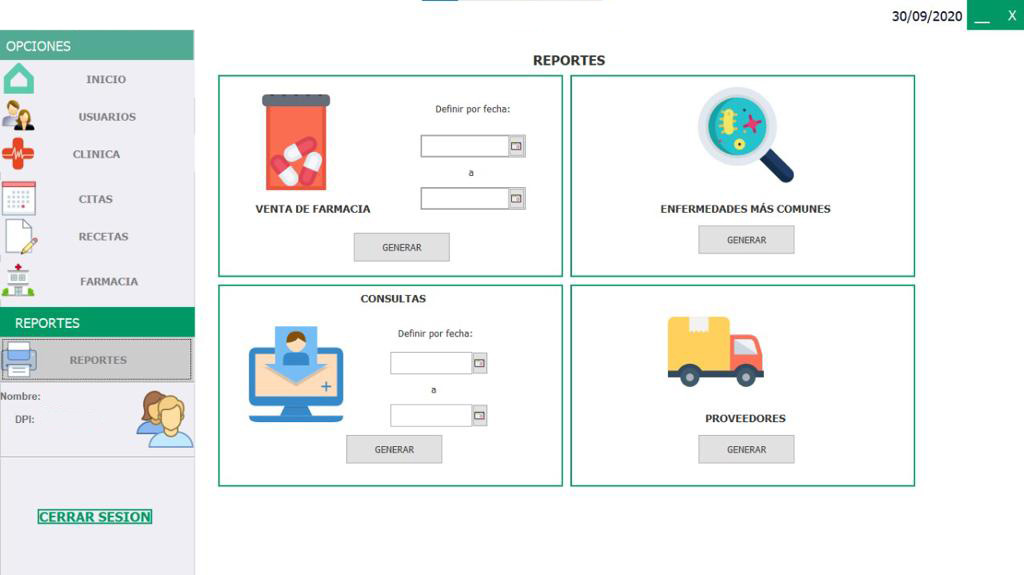 30/09/2020
__ X
OPCIONES
INICIO
USUARIOS
CLINICA
CITAS
RECETAS
FARMACIA
REPORTES
REPORTES
Nombre:
DPI:
CERRAR SESION
REPORTES
Definir por fecha:
a
VENTA DE FARMACIA
GENERAR
ENFERMEDADES MÁS COMUNES
GENERAR
CONSULTAS
Definir por fecha:
a
GENERAR
PROVEEDORES
GENERAR